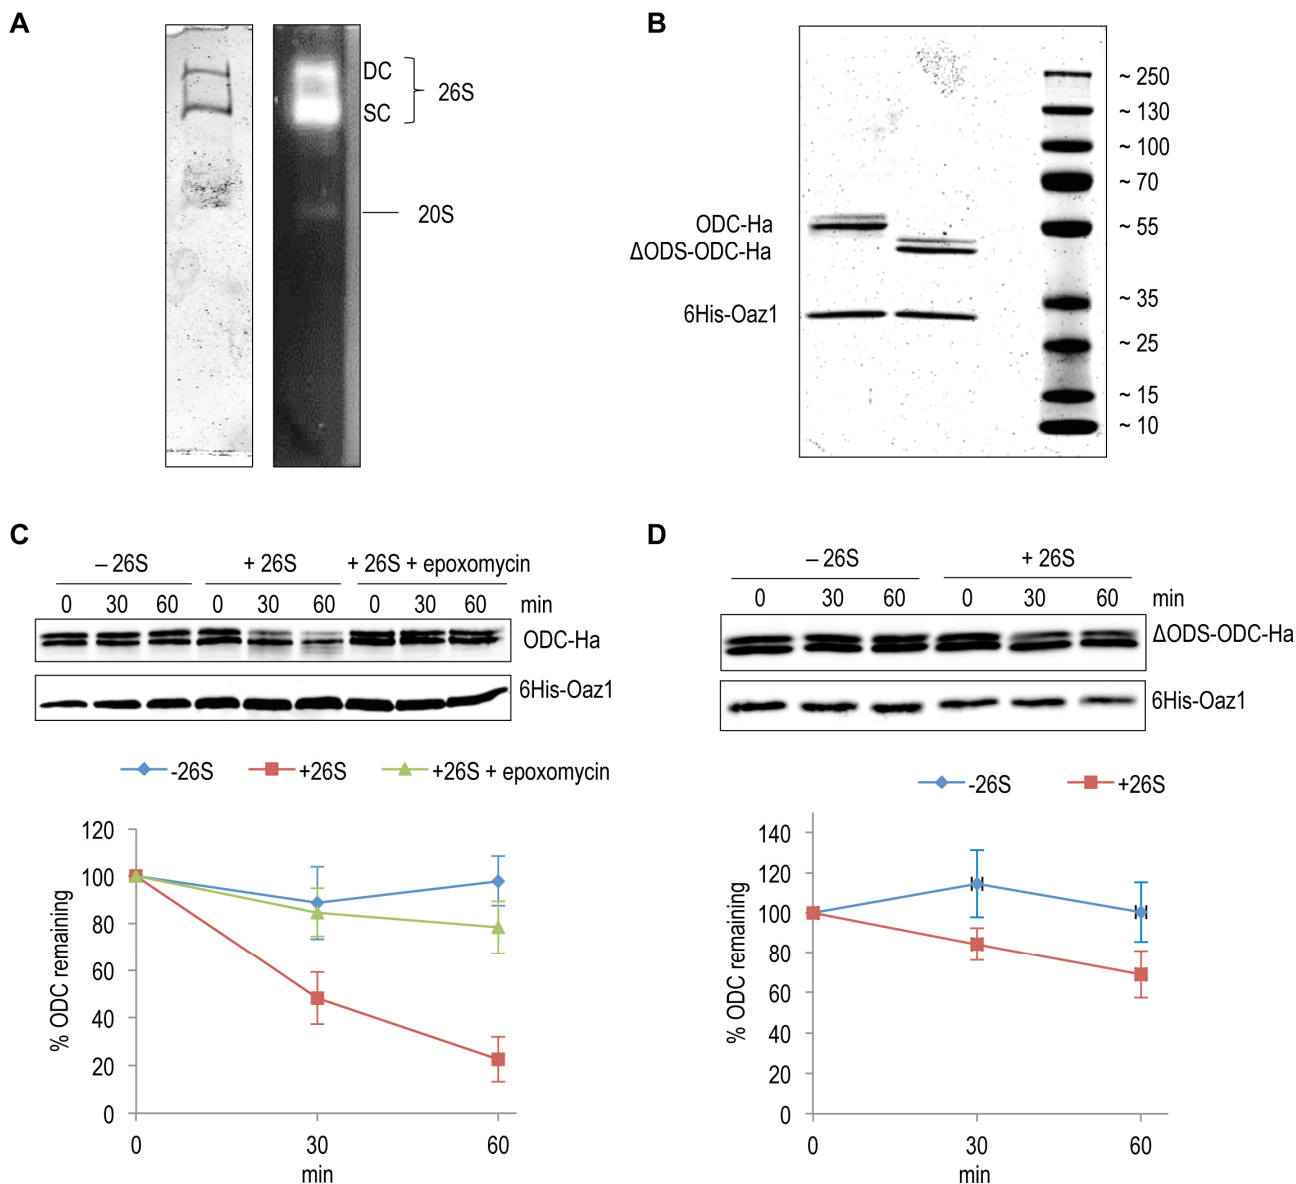 A
DC
SC
26S
20S
B
ODC-Ha
ΔODS-ODC-Ha
6His-Oaz1
~ 250
~ 130
~ 100
~ 70
~ 55
~ 35
~ 25
~ 15
~ 10
C
– 26S + 26S + 26S + epoxomycin
0 30 60 0 30 60 0 30 60 min
ODC-Ha
6His-Oaz1
-26S +26S +26S + epoxomycin
% ODC remaining
120
100
80
60
40
20
0
0 30 60
min
D
– 26S + 26S
0 30 60 0 30 60 min
ΔODS-ODC-Ha
6His-Oaz1
-26S +26S
% ODC remaining
140
120
100
80
60
40
20
0
0 30 60
min